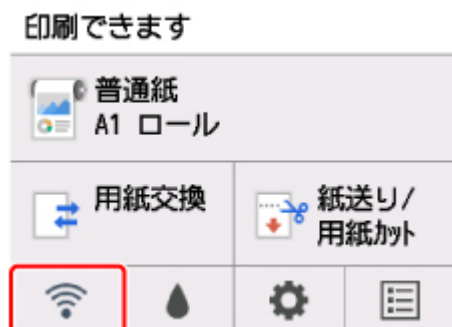 印刷できます
普通紙
A1 ロール
用紙交換
紙送り/
用紙ｶｯﾄ